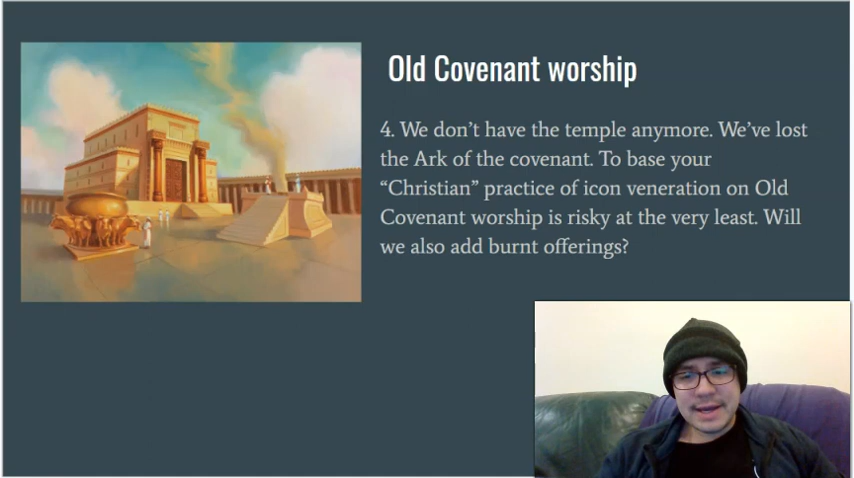 Old Covenant worship
4. We don't have the temple anymore. We've lost
the Ark of the covenant. To base your
“Christian” practice of icon veneration on Old
Covenant worship is risky at the very least. Will
we also add burnt offerings?